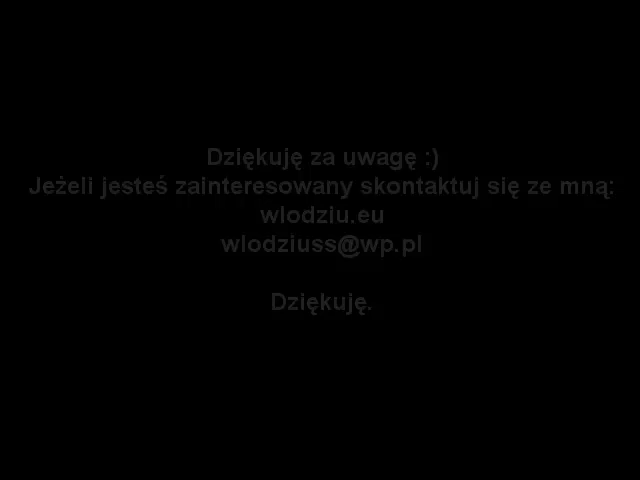 Dziękuję za uwagę :)
Jeżeli jesteś zainteresowany skontaktuj się ze mną:
wlodziu.eu
wlodziuss@wp.pl
Dziękuję.